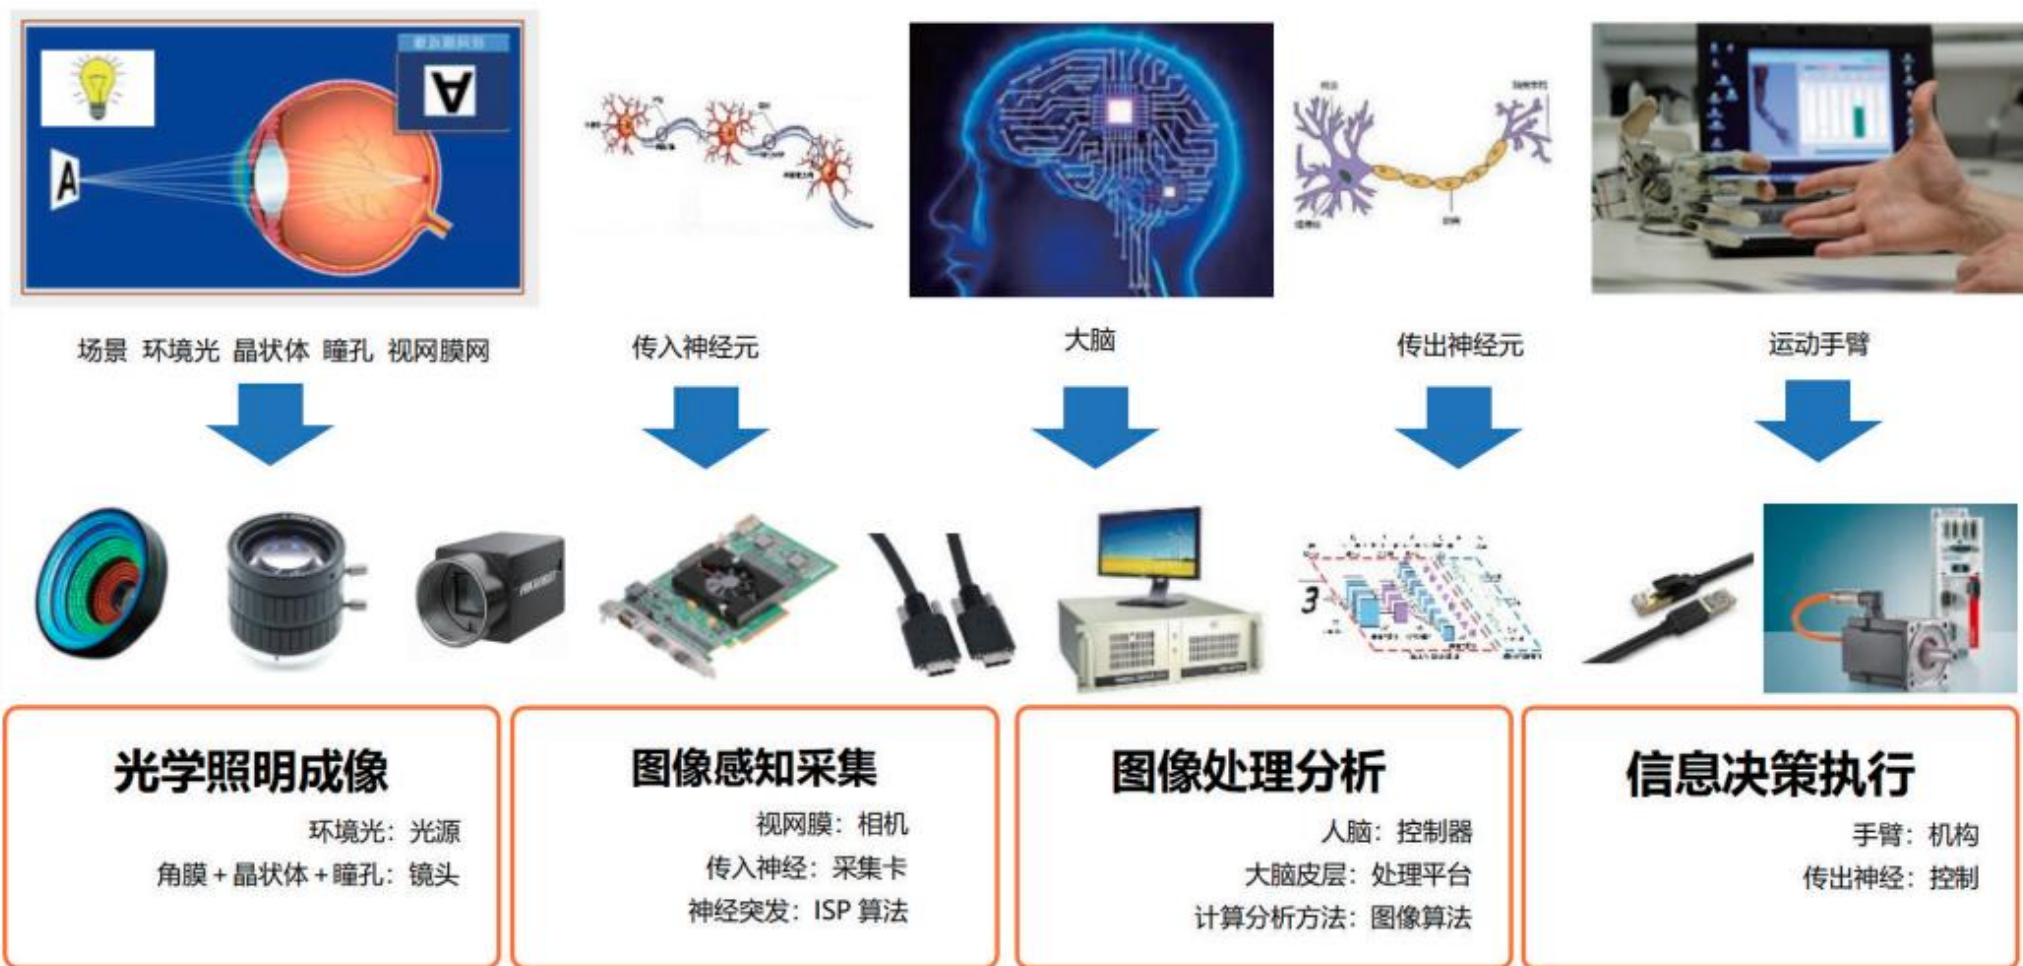 A
A
场景 环境光 晶状体 瞳孔 视网膜网
传入神经元
大脑
传出神经元
运动手臂
3
光学照明成像
环境光：光源
角膜+晶状体+瞳孔：镜头
图像感知采集
视网膜：相机
传入神经：采集卡
神经突发：ISP 算法
图像处理分析
人脑：控制器
大脑皮层：处理平台
计算分析方法：图像算法
信息决策执行
手臂：机构
传出神经：控制